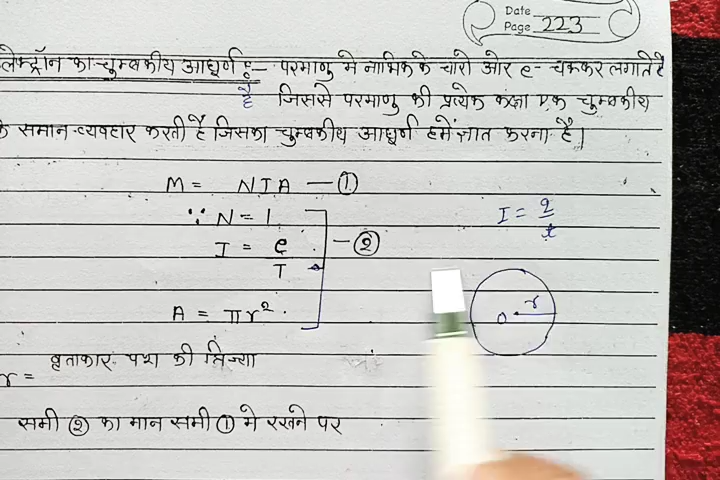 Date
Page 223
लेक्ट्रॉन का चुम्बकीय आघूर्ण :- परमाणु मे नाभिक के चारो ओर e- चक्कर लगाते है
है जिससे परमाणु की प्रत्येक कक्षा एक चुम्बकीय
के समान व्यवहार करती है जिसका चुम्बकीय आघूर्ण हमें ज्ञात करना है।
M = NIA — ①
∵ N = 1
I = q/t
I = e/T — ②
A = πr²
r
O
r = वृताकार पथ की त्रिज्या
समी ② का मान समी ① मे रखने पर